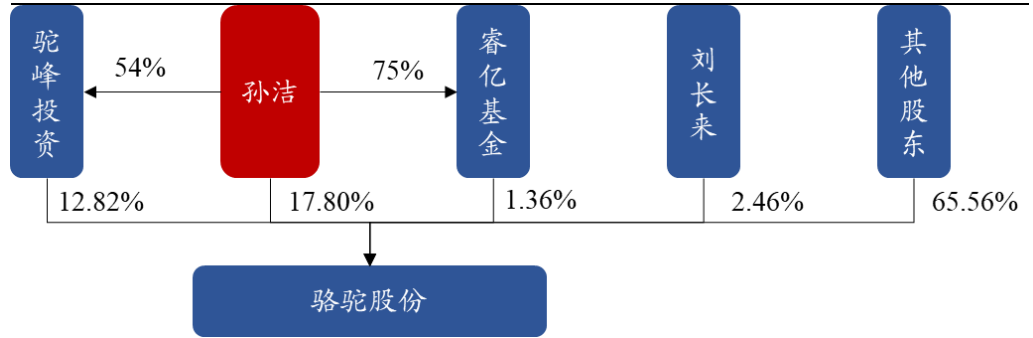 驼峰投资
54%
孙洁
75%
睿亿基金
刘长来
其他股东
12.82%
17.80%
1.36%
2.46%
65.56%
骆驼股份